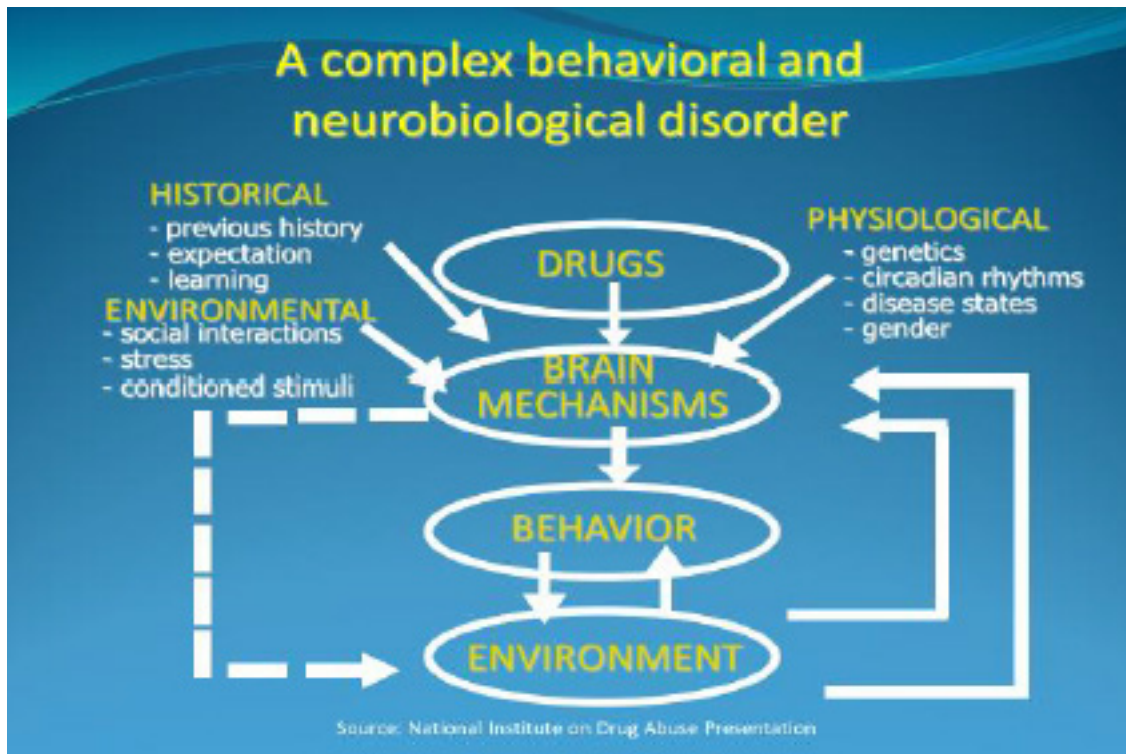 A complex behavioral and
neurobiological disorder
HISTORICAL
- previous history
- expectation
- learning
ENVIRONMENTAL
- social interactions
- stress
- conditioned stimuli
DRUGS
PHYSIOLOGICAL
- genetics
- circadian rhythms
- disease states
- gender
BRAIN
MECHANISMS
BEHAVIOR
ENVIRONMENT
Source: National Institute on Drug Abuse Presentation